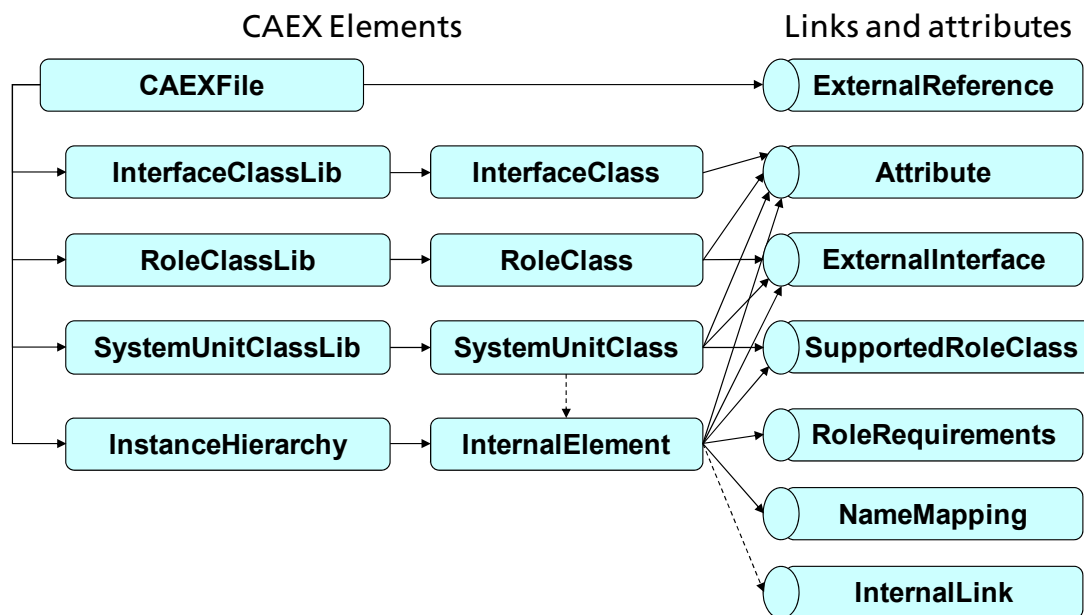 CAEX Elements
Links and attributes
CAEXFile
ExternalReference
InterfaceClassLib
InterfaceClass
Attribute
RoleClassLib
RoleClass
ExternalInterface
SystemUnitClassLib
SystemUnitClass
SupportedRoleClass
InstanceHierarchy
InternalElement
RoleRequirements
NameMapping
InternalLink